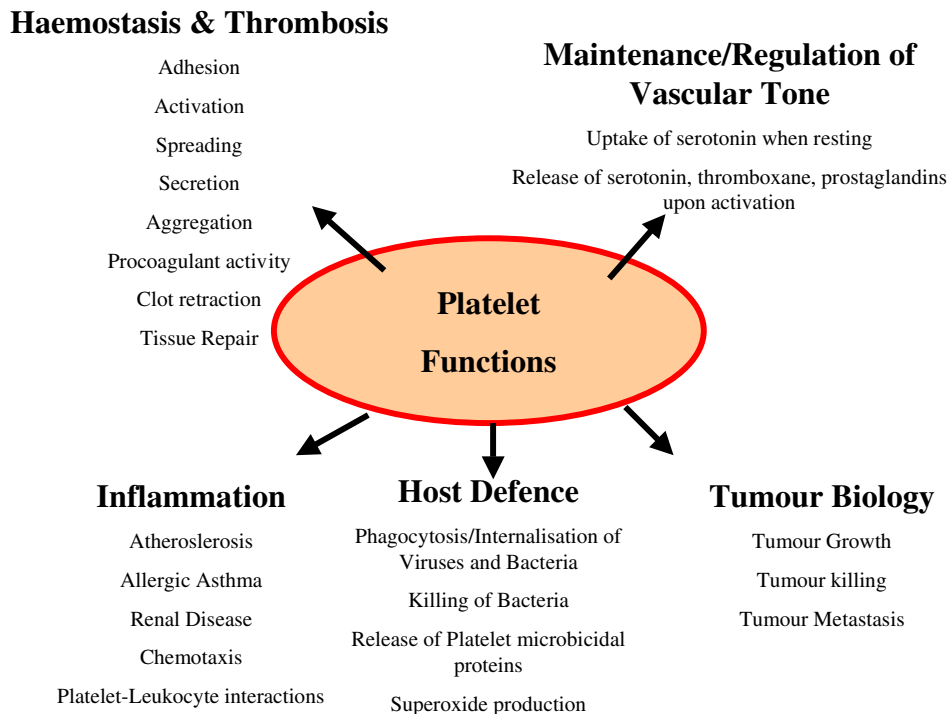 Haemostasis & Thrombosis
Adhesion
Activation
Spreading
Secretion
Aggregation
Procoagulant activity
Clot retraction
Tissue Repair
Maintenance/Regulation of
Vascular Tone
Uptake of serotonin when resting
Release of serotonin, thromboxane, prostaglandins
upon activation
Platelet
Functions
Inflammation
Atheroslerosis
Allergic Asthma
Renal Disease
Chemotaxis
Platelet-Leukocyte interactions
Host Defence
Phagocytosis/Internalisation of
Viruses and Bacteria
Killing of Bacteria
Release of Platelet microbicidal
proteins
Superoxide production
Tumour Biology
Tumour Growth
Tumour killing
Tumour Metastasis